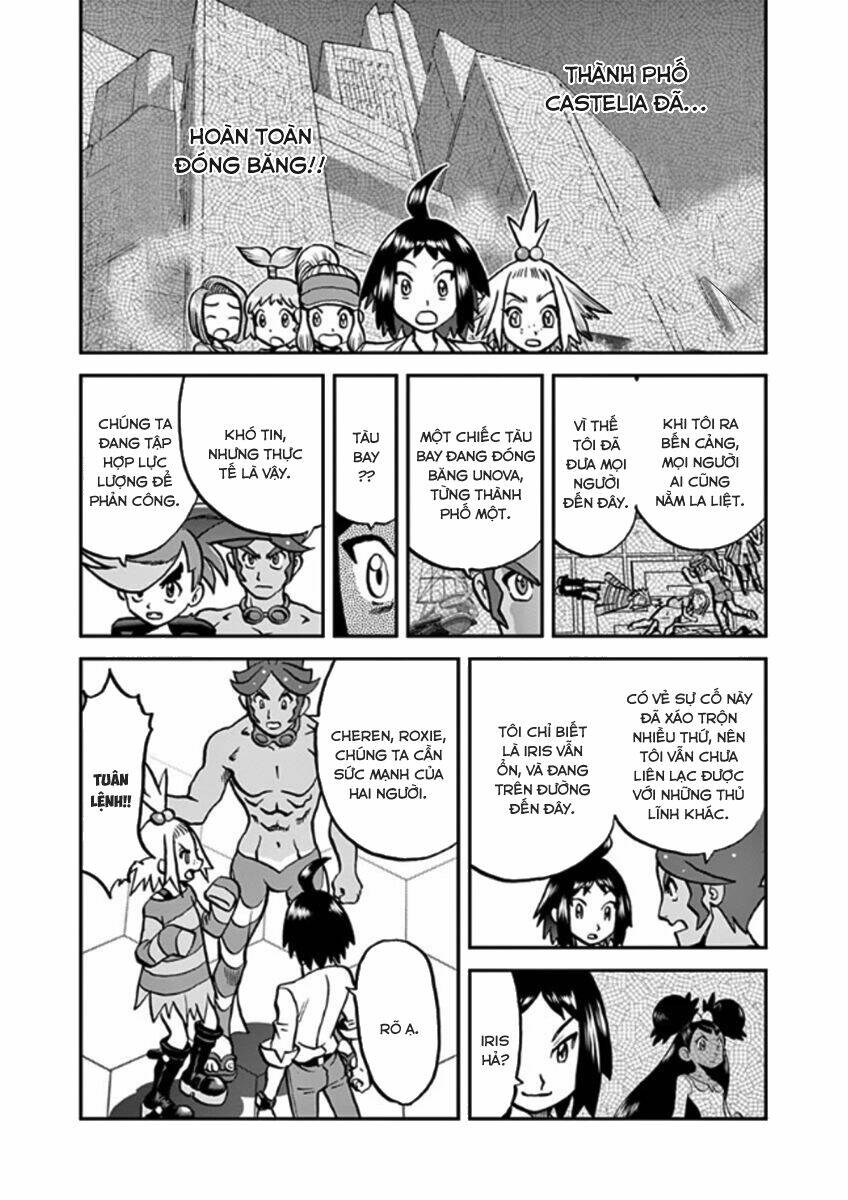 THÀNH PHỐ
CASTELIA ĐÃ...
HOÀN TOÀN
ĐÓNG BĂNG!!
KHI TÔI RA
BẾN CẢNG,
MỌI NGƯỜI
AI CŨNG
NẰM LA LIỆT.
VÌ THẾ
TÔI ĐÃ
ĐƯA MỌI
NGƯỜI
ĐẾN ĐÂY.
MỘT CHIẾC TÀU
BAY ĐANG ĐÓNG
BĂNG UNOVA,
TỪNG THÀNH
PHỐ MỘT.
TÀU
BAY
??
KHÓ TIN,
NHƯNG THỰC
TẾ LÀ VẬY.
CHÚNG TA
ĐANG TẬP
HỢP LỰC
LƯỢNG ĐỂ
PHẢN CÔNG.
CÓ VẺ SỰ CỐ NÀY
ĐÃ XÁO TRỘN
NHIỀU THỨ, NÊN
TÔI VẪN CHƯA
LIÊN LẠC ĐƯỢC
VỚI NHỮNG THỦ
LĨNH KHÁC.
TÔI CHỈ BIẾT
LÀ IRIS VẪN
ỔN, VÀ ĐANG
TRÊN ĐƯỜNG
ĐẾN ĐÂY.
IRIS
HẢ?
CHEREN, ROXIE,
CHÚNG TA CẦN
SỨC MẠNH CỦA
HAI NGƯỜI.
TUÂN
LỆNH!!
RÕ Ạ.